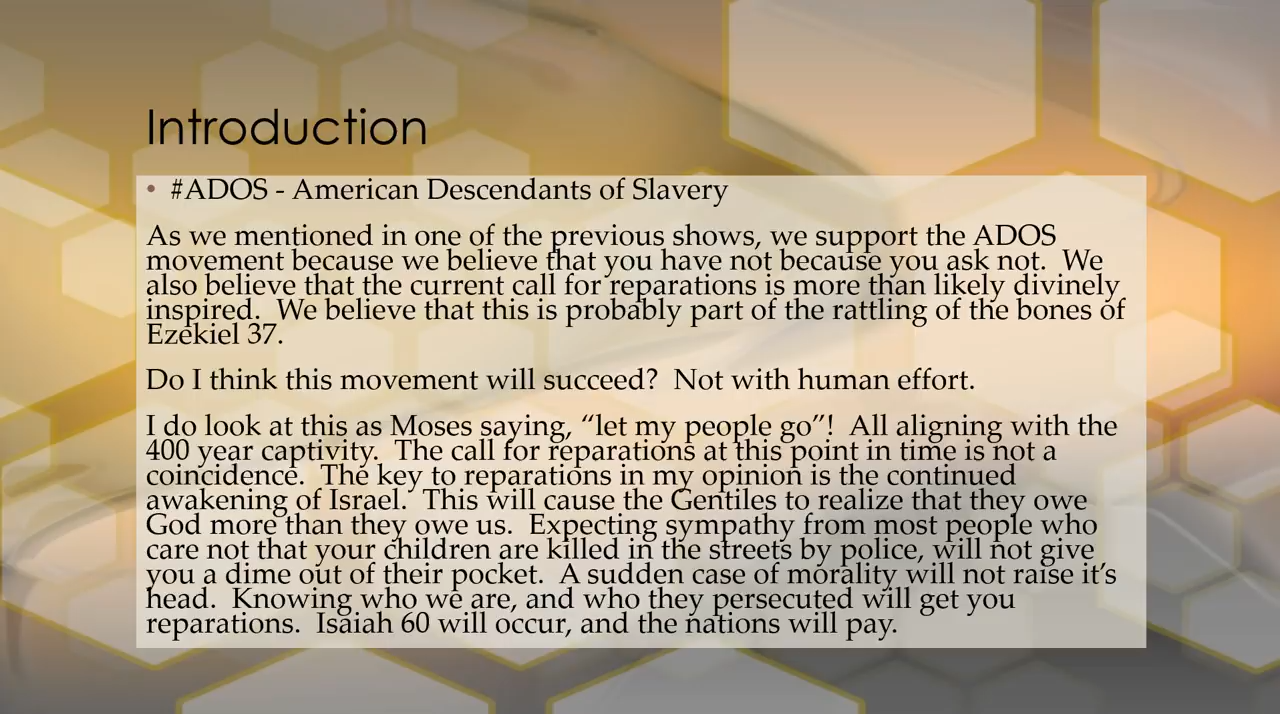 Introduction
• #ADOS - American Descendants of Slavery
As we mentioned in one of the previous shows, we support the ADOS
movement because we believe that you have not because you ask not.  We
also believe that the current call for reparations is more than likely divinely
inspired.  We believe that this is probably part of the rattling of the bones of
Ezekiel 37.
Do I think this movement will succeed?  Not with human effort.
I do look at this as Moses saying, “let my people go”!  All aligning with the
400 year captivity.  The call for reparations at this point in time is not a
coincidence.  The key to reparations in my opinion is the continued
awakening of Israel.  This will cause the Gentiles to realize that they owe
God more than they owe us.  Expecting sympathy from most people who
care not that your children are killed in the streets by police, will not give
you a dime out of their pocket.  A sudden case of morality will not raise it’s
head.  Knowing who we are, and who they persecuted will get you
reparations.  Isaiah 60 will occur, and the nations will pay.